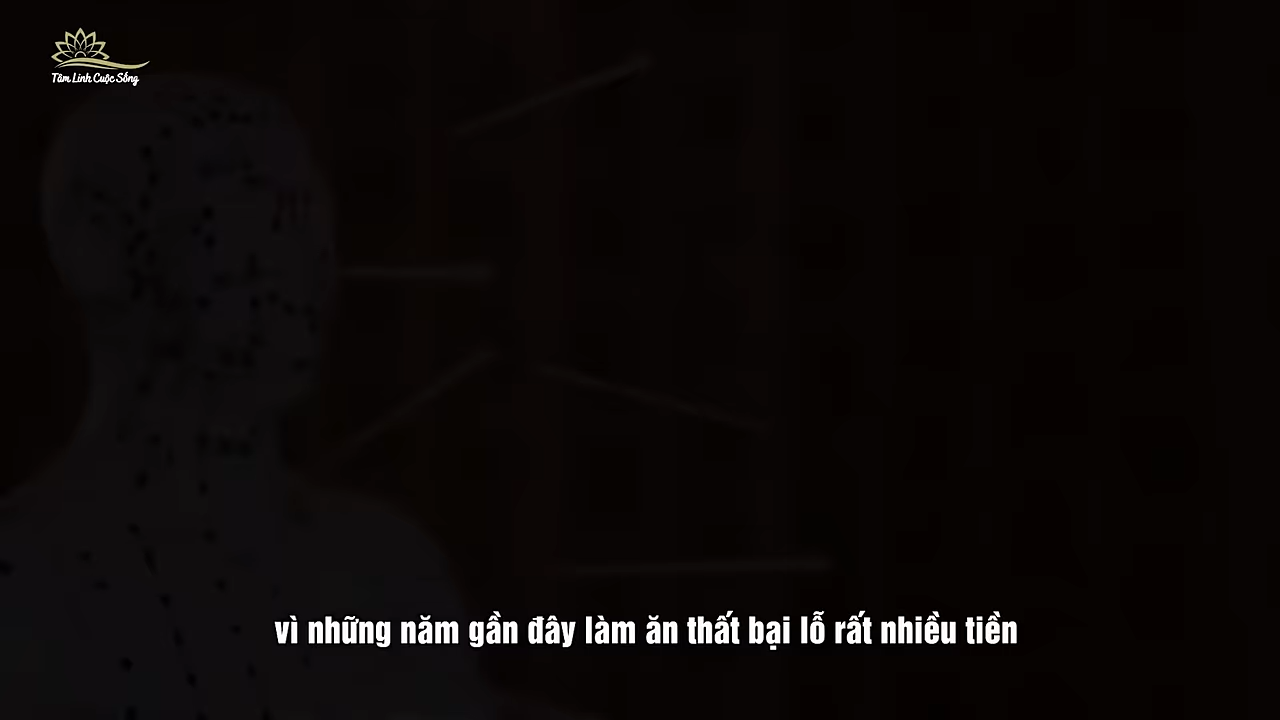 Tâm Linh Cuộc Sống
vì những năm gần đây làm ăn thất bại lỗ rất nhiều tiền